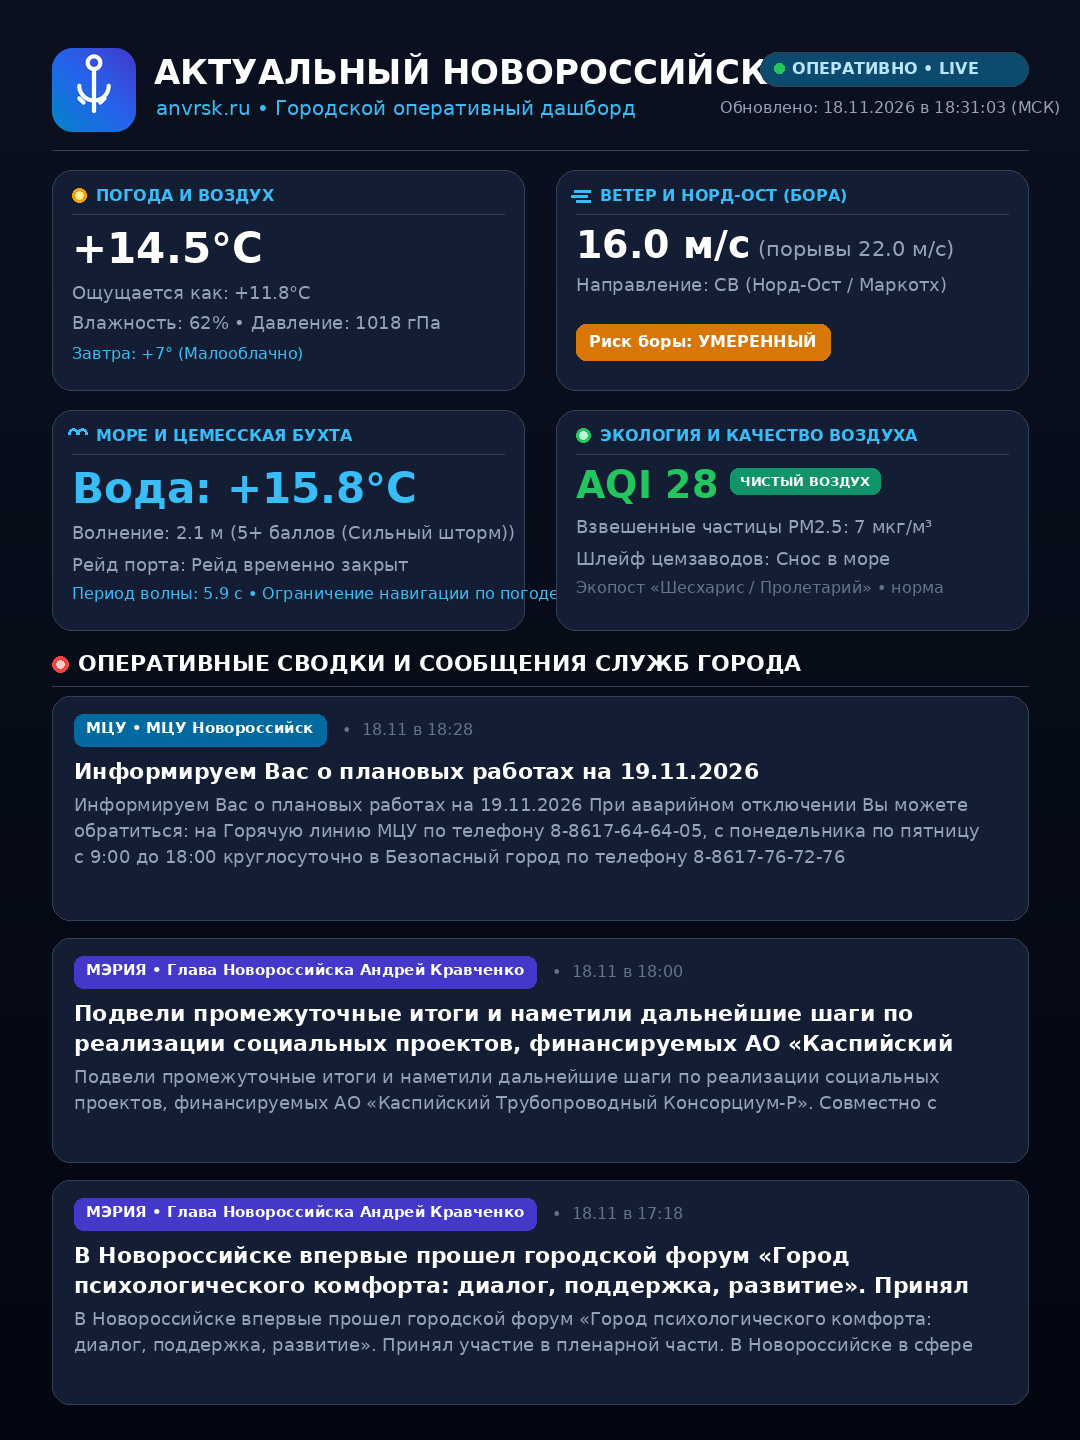 АКТУАЛЬНЫЙ НОВОРОССИЙСК
ОПЕРАТИВНО • LIVE
anvrsk.ru • Городской оперативный дашборд
Обновлено: 18.11.2026 в 18:31:03 (МСК)
ПОГОДА И ВОЗДУХ
+14.5°C
Ощущается как: +11.8°C
Влажность: 62% • Давление: 1018 гПа
Завтра: +7° (Малооблачно)
ВЕТЕР И НОРД-ОСТ (БОРА)
16.0 м/с (порывы 22.0 м/с)
Направление: СВ (Норд-Ост / Маркотх)
Риск боры: УМЕРЕННЫЙ
МОРЕ И ЦЕМЕССКАЯ БУХТА
Вода: +15.8°C
Волнение: 2.1 м (5+ баллов (Сильный шторм))
Рейд порта: Рейд временно закрыт
Период волны: 5.9 с • Ограничение навигации по погоде
ЭКОЛОГИЯ И КАЧЕСТВО ВОЗДУХА
AQI 28 ЧИСТЫЙ ВОЗДУХ
Взвешенные частицы PM2.5: 7 мкг/м³
Шлейф цемзаводов: Снос в море
Экопост «Шесхарис / Пролетарий» • норма
ОПЕРАТИВНЫЕ СВОДКИ И СООБЩЕНИЯ СЛУЖБ ГОРОДА
МЦУ • МЦУ Новороссийск • 18.11 в 18:28
Информируем Вас о плановых работах на 19.11.2026
Информируем Вас о плановых работах на 19.11.2026 При аварийном отключении Вы можете
обратиться: на Горячую линию МЦУ по телефону 8-8617-64-64-05, с понедельника по пятницу
с 9:00 до 18:00 круглосуточно в Безопасный город по телефону 8-8617-76-72-76
МЭРИЯ • Глава Новороссийска Андрей Кравченко • 18.11 в 18:00
Подвели промежуточные итоги и наметили дальнейшие шаги по
реализации социальных проектов, финансируемых АО «Каспийский
Подвели промежуточные итоги и наметили дальнейшие шаги по реализации социальных
проектов, финансируемых АО «Каспийский Трубопроводный Консорциум-Р». Совместно с
МЭРИЯ • Глава Новороссийска Андрей Кравченко • 18.11 в 17:18
В Новороссийске впервые прошел городской форум «Город
психологического комфорта: диалог, поддержка, развитие». Принял
В Новороссийске впервые прошел городской форум «Город психологического комфорта:
диалог, поддержка, развитие». Принял участие в пленарной части. В Новороссийске в сфере